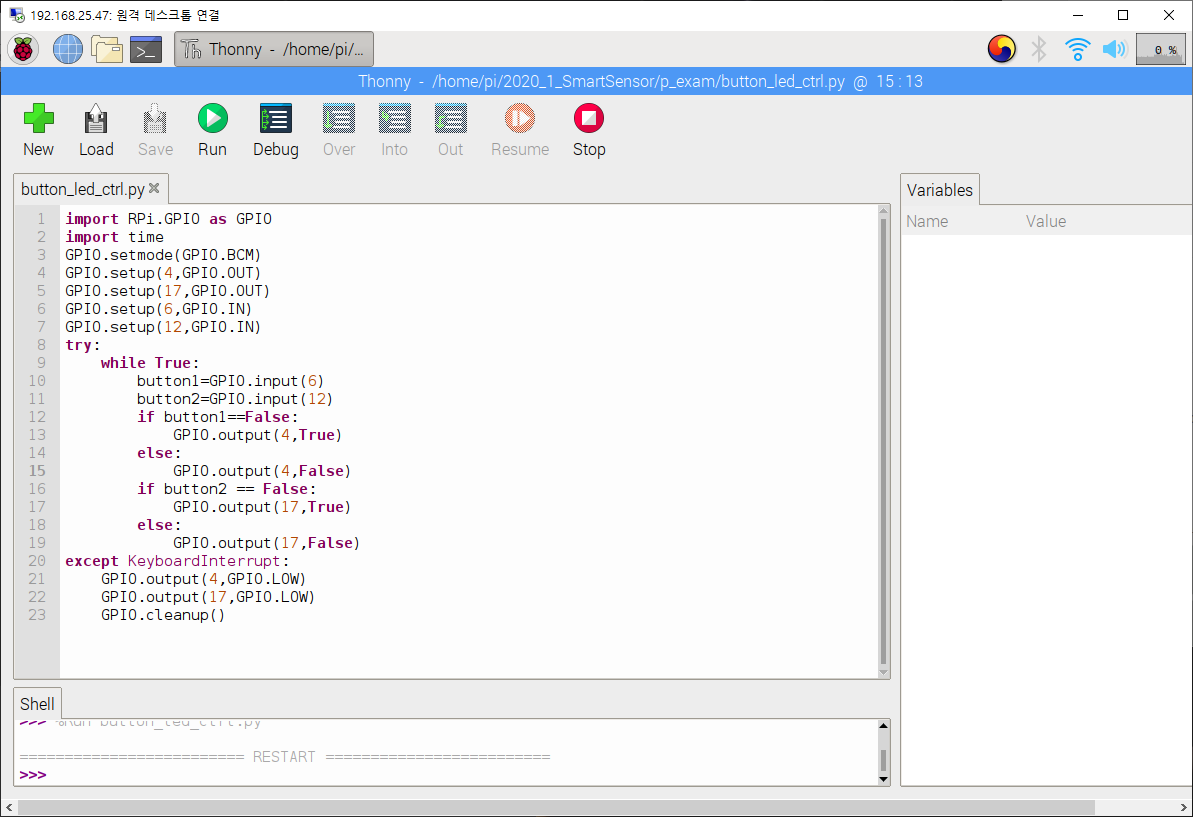 192.168.25.47: 원격 데스크톱 연결
Thonny - /home/pi/...
0 %
Thonny - /home/pi/2020_1_SmartSensor/p_exam/button_led_ctrl.py @ 15 : 13
New Load Save Run Debug Over Into Out Resume Stop
button_led_ctrl.py
1 import RPi.GPIO as GPIO
2 import time
3 GPIO.setmode(GPIO.BCM)
4 GPIO.setup(4,GPIO.OUT)
5 GPIO.setup(17,GPIO.OUT)
6 GPIO.setup(6,GPIO.IN)
7 GPIO.setup(12,GPIO.IN)
8 try:
9     while True:
10         button1=GPIO.input(6)
11         button2=GPIO.input(12)
12         if button1==False:
13             GPIO.output(4,True)
14         else:
15             GPIO.output(4,False)
16         if button2 == False:
17             GPIO.output(17,True)
18         else:
19             GPIO.output(17,False)
20 except KeyboardInterrupt:
21     GPIO.output(4,GPIO.LOW)
22     GPIO.output(17,GPIO.LOW)
23     GPIO.cleanup()
Variables
Name Value
Shell
>>> %Run button_led_ctrl.py
========================= RESTART =========================
>>>